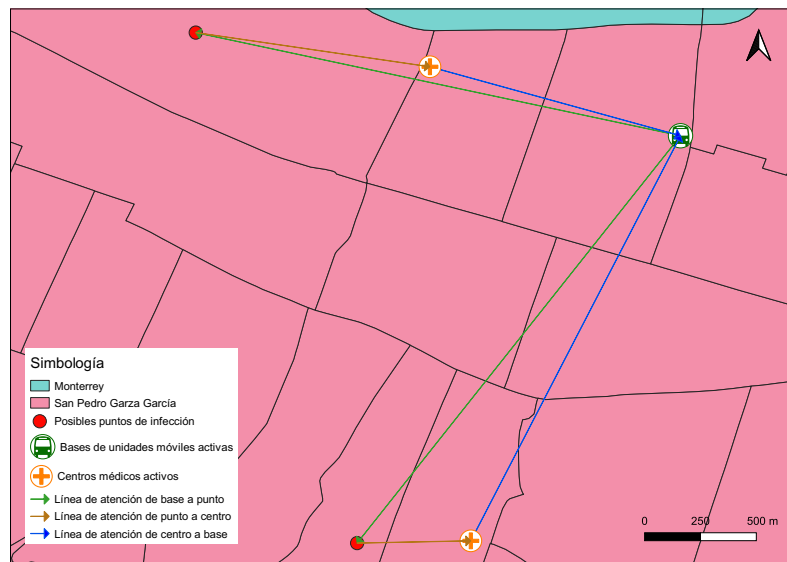 Simbología
Monterrey
San Pedro Garza García
Posibles puntos de infección
Bases de unidades móviles activas
Centros médicos activos
Línea de atención de base a punto
Línea de atención de punto a centro
Línea de atención de centro a base
0 250 500 m